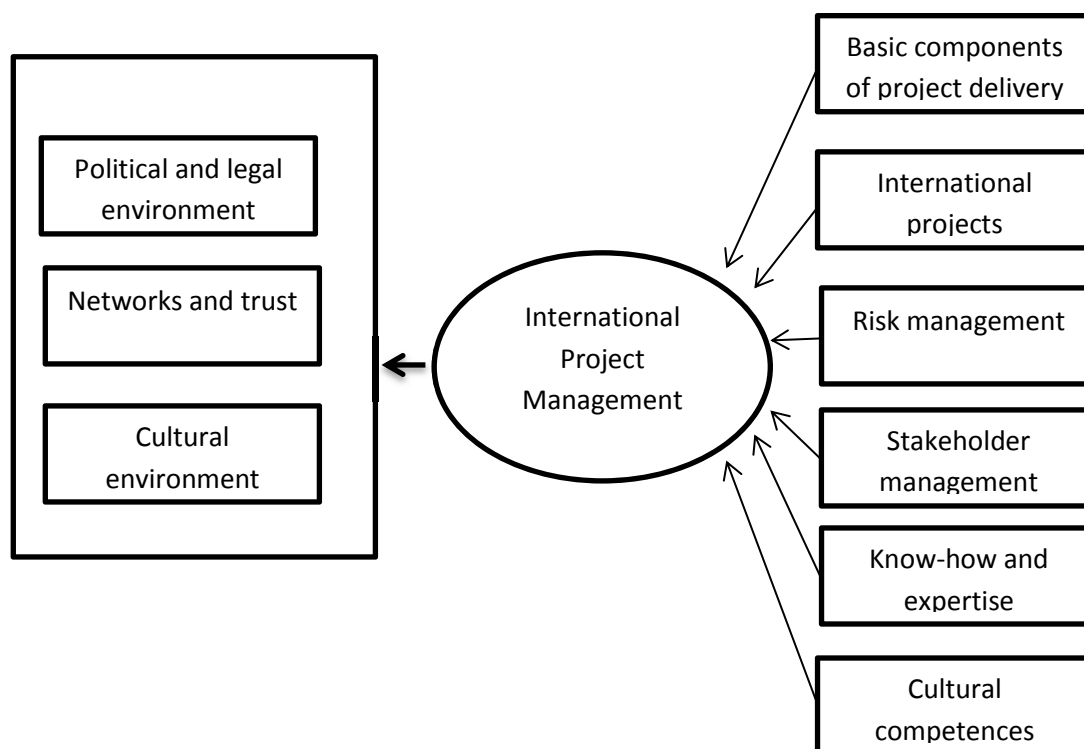 Political and legal
environment
Networks and trust
Cultural
environment
International
Project
Management
Basic components
of project delivery
International
projects
Risk management
Stakeholder
management
Know-how and
expertise
Cultural
competences